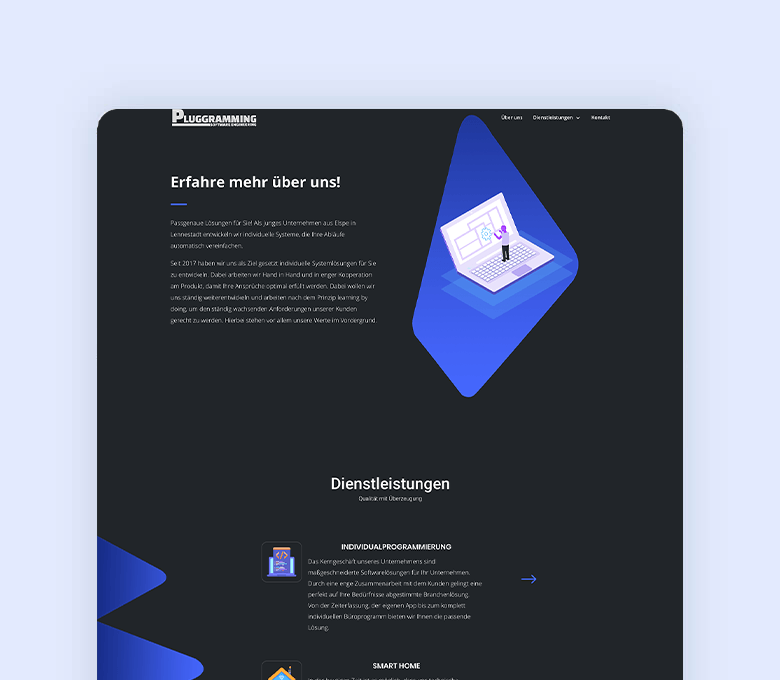 PLUGGRAMMING
SOFTWARE ENGINEERING
Über uns
Dienstleistungen
Kontakt
Erfahre mehr über uns!
Passgenaue Lösungen für Sie! Als junges Unternehmen aus Elspe in
Lennestadt entwickeln wir individuelle Systeme, die Ihre Abläufe
automatisch vereinfachen.
Seit 2017 haben wir uns als Ziel gesetzt individuelle Systemlösungen für Sie
zu entwickeln. Dabei arbeiten wir Hand in Hand und in enger Kooperation
am Produkt, damit Ihre Ansprüche optimal erfüllt werden. Dabei wollen wir
uns ständig weiterentwickeln und arbeiten nach dem Prinzip learning by
doing, um den ständig wachsenden Anforderungen unserer Kunden
gerecht zu werden. Hierbei stehen vor allem unsere Werte im Vordergrund.
Dienstleistungen
Qualität mit Überzeugung
INDIVIDUALPROGRAMMIERUNG
Das Kerngeschäft unseres Unternehmens sind
maßgeschneiderte Softwarelösungen für Ihr Unternehmen.
Durch eine enge Zusammenarbeit mit dem Kunden gelingt eine
perfekt auf Ihre Bedürfnisse abgestimmte Branchenlösung.
Von der Zeiterfassung, der eigenen App bis zum komplett
individuellen Büroprogramm bieten wir Ihnen die passende
Lösung.
SMART HOME